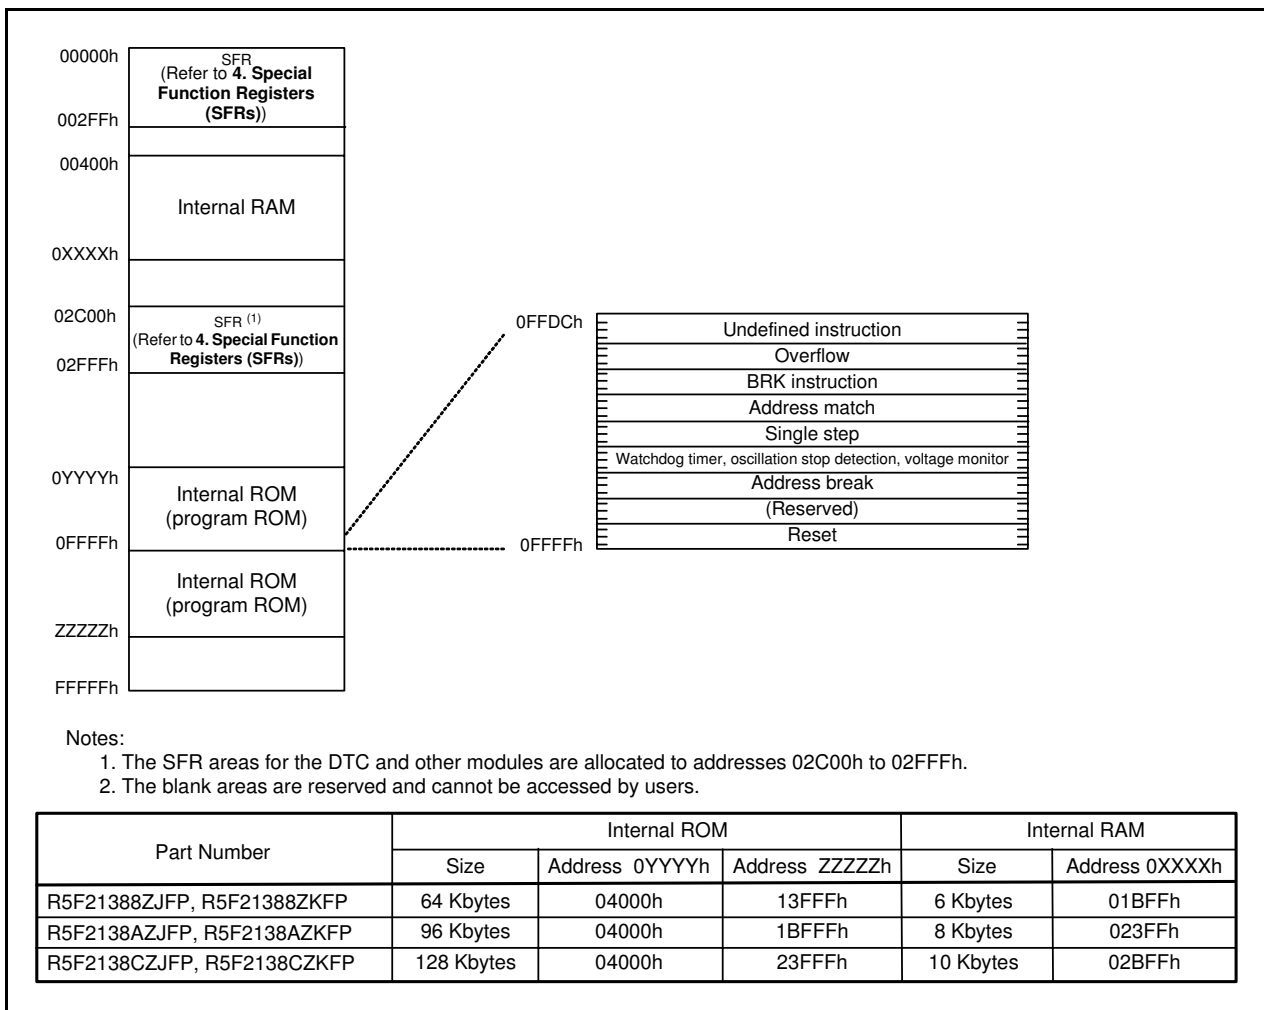 00000h
SFR
(Refer to 4. Special
Function Registers
(SFRs))
002FFh
00400h
Internal RAM
0XXXXh
02C00h
SFR (1)
(Refer to 4. Special Function
Registers (SFRs))
02FFFh
0YYYYh
Internal ROM
(program ROM)
0FFFFh
Internal ROM
(program ROM)
ZZZZZh
FFFFFh
0FFDCh
Undefined instruction
Overflow
BRK instruction
Address match
Single step
Watchdog timer, oscillation stop detection, voltage monitor
Address break
(Reserved)
Reset
0FFFFh
Notes:
1. The SFR areas for the DTC and other modules are allocated to addresses 02C00h to 02FFFh.
2. The blank areas are reserved and cannot be accessed by users.
Part Number Internal ROM Internal RAM
Size Address 0YYYYh Address ZZZZZh Size Address 0XXXXh
R5F21388ZJFP, R5F21388ZKFP 64 Kbytes 04000h 13FFFh 6 Kbytes 01BFFh
R5F2138AZJFP, R5F2138AZKFP 96 Kbytes 04000h 1BFFFh 8 Kbytes 023FFh
R5F2138CZJFP, R5F2138CZKFP 128 Kbytes 04000h 23FFFh 10 Kbytes 02BFFh